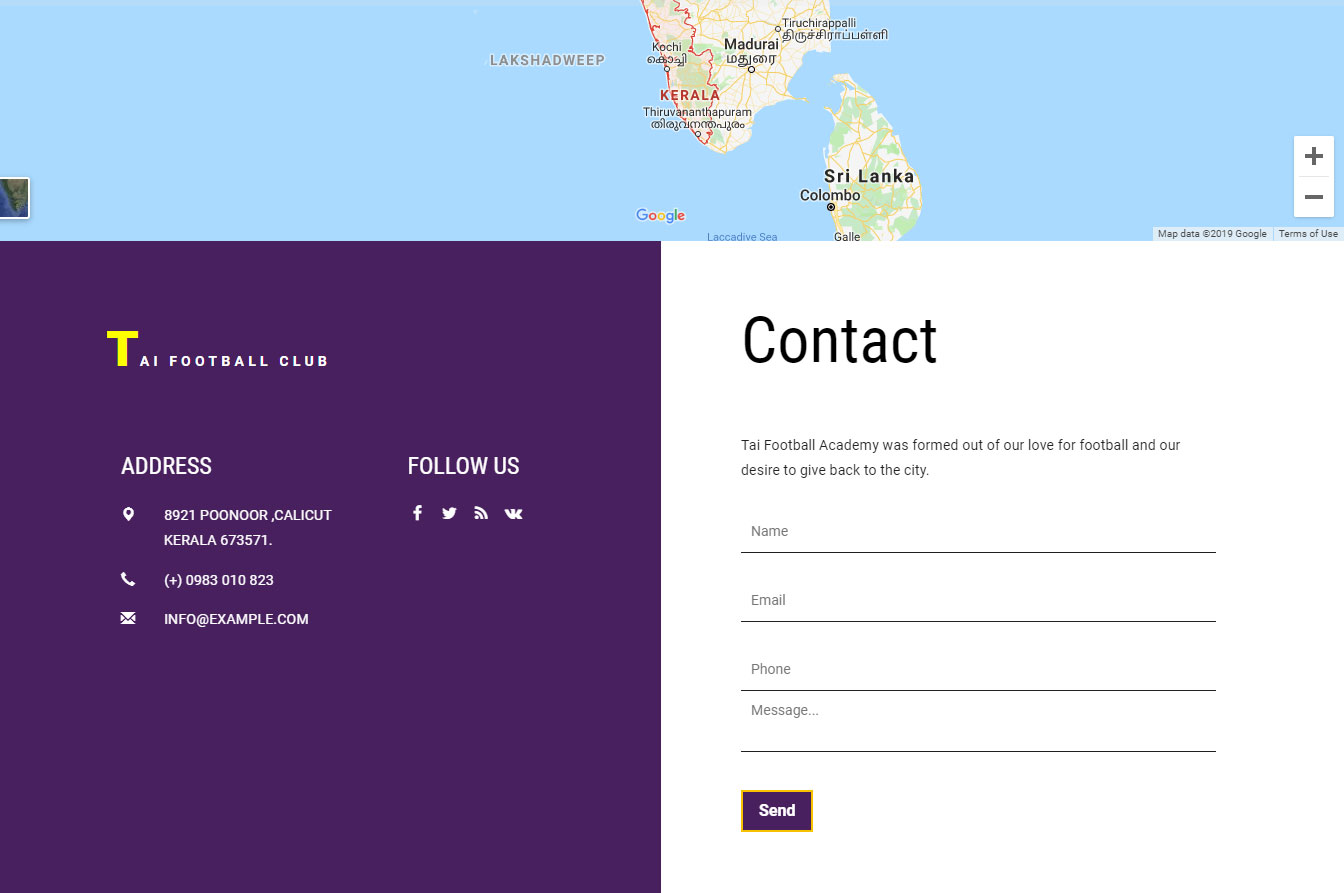 Tiruchirappalli
திருச்சிராப்பள்ளி
LAKSHADWEEP
Kochi
കൊച്ചി
Madurai
மதுரை
KERALA
Thiruvananthapuram
തിരുവനന്തപുരം
Sri Lanka
Colombo
Google
Laccadive Sea
Galle
Map data ©2019 Google
Terms of Use
TAI FOOTBALL CLUB
ADDRESS
8921 POONOOR ,CALICUT
KERALA 673571.
(+) 0983 010 823
INFO@EXAMPLE.COM
FOLLOW US
Contact
Tai Football Academy was formed out of our love for football and our
desire to give back to the city.
Name
Email
Phone
Message...
Send